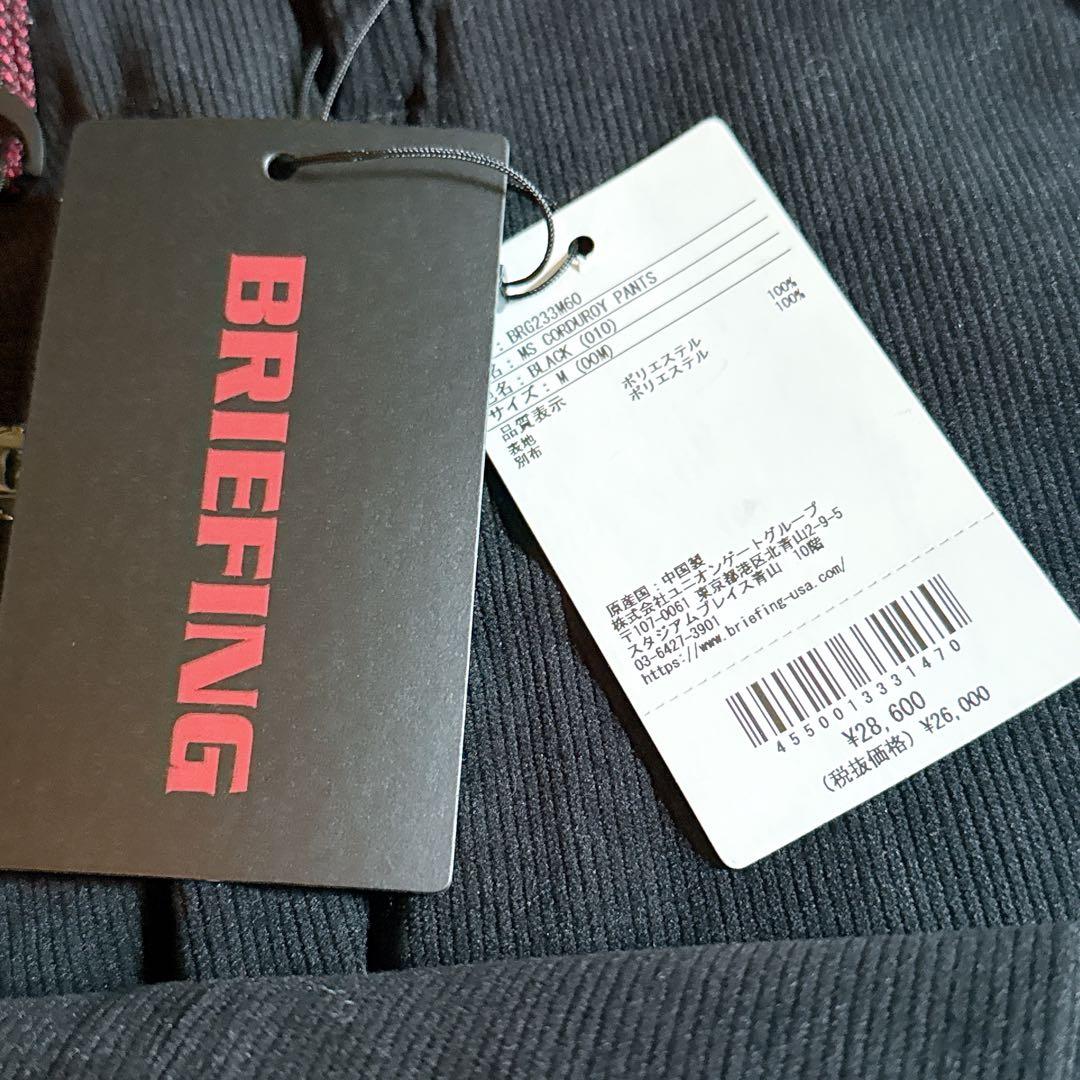 BRIEFING
: BRG233M60
名: MS CORDUROY PANTS
色名: BLACK (010)
サイズ: M (00M)
品質表示
表地 ポリエステル 100%
別布 ポリエステル 100%
原産国: 中国製
株式会社ユニオンゲートグループ
〒107-0061 東京都港区北青山2-9-5
スタジアムプレイス青山 10階
03-6427-3901
https://www.briefing-usa.com/
4550013331470
¥28,600
(税抜価格) ¥26,000